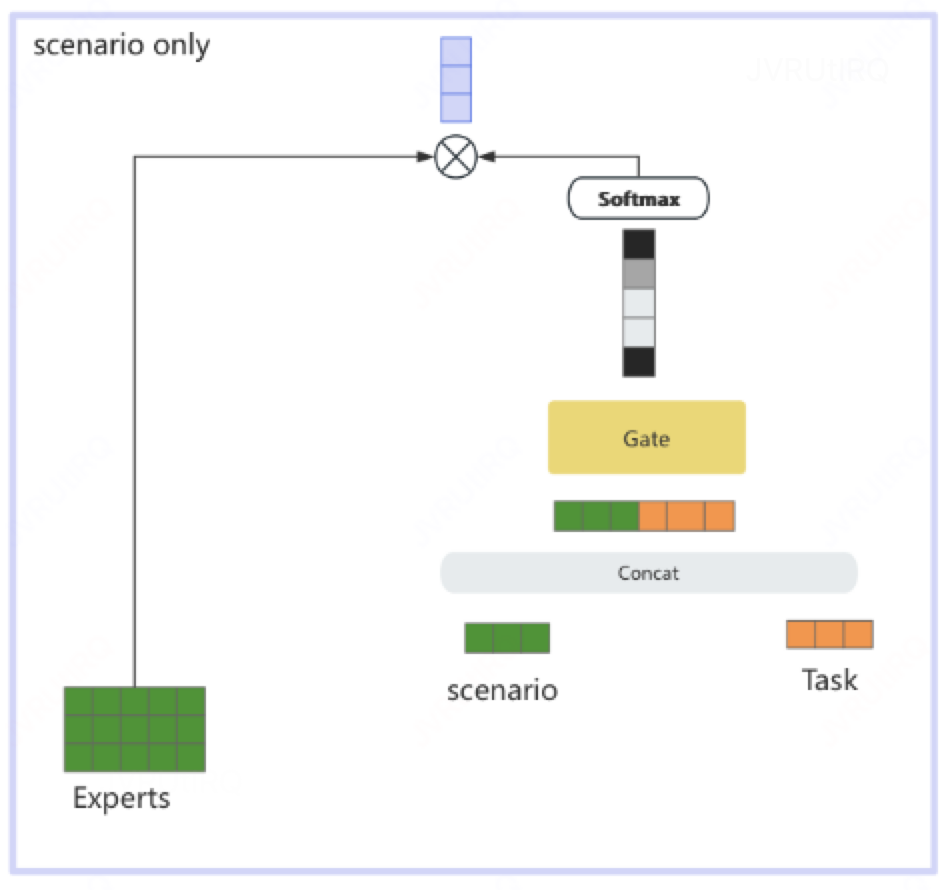 scenario only
Softmax
Gate
Concat
scenario
Task
Experts